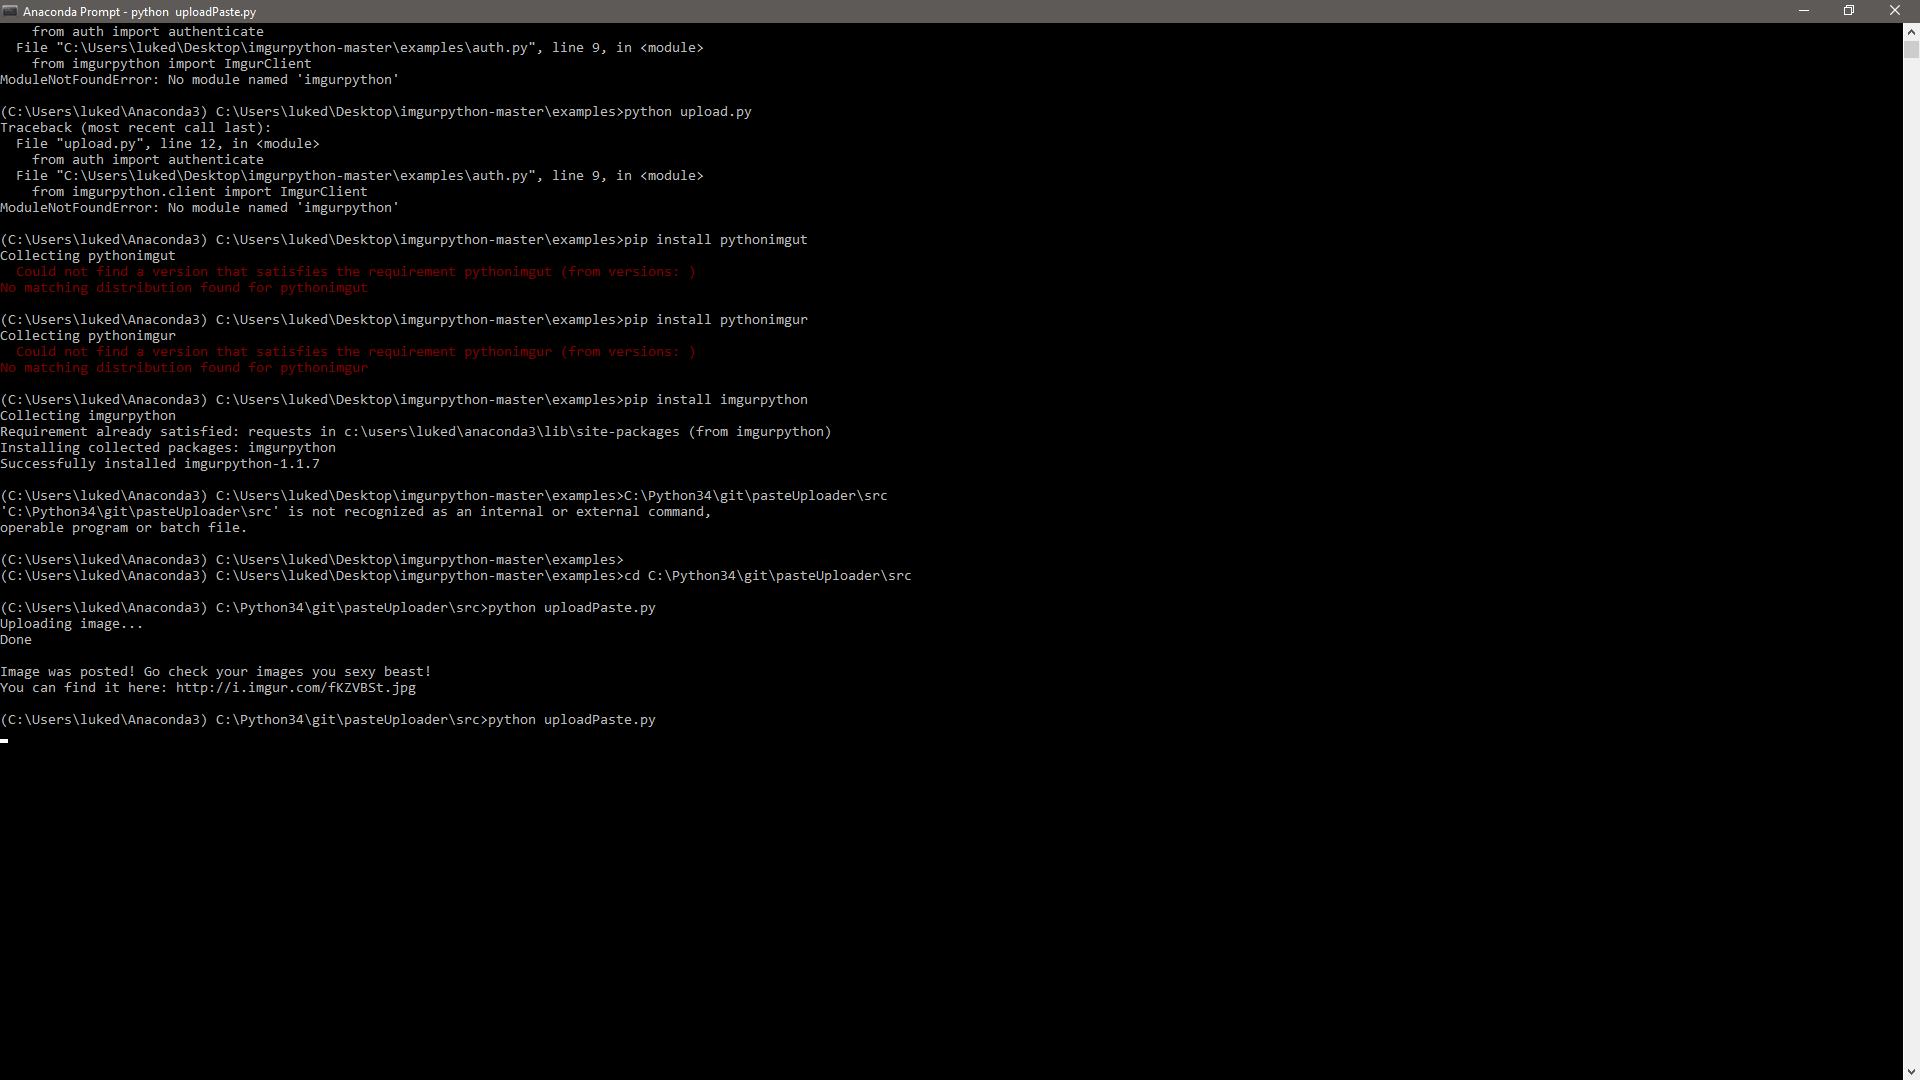 Anaconda Prompt - python  uploadPaste.py
    from auth import authenticate
  File "C:\Users\luked\Desktop\imgurpython-master\examples\auth.py", line 9, in <module>
    from imgurpython import ImgurClient
ModuleNotFoundError: No module named 'imgurpython'
(C:\Users\luked\Anaconda3) C:\Users\luked\Desktop\imgurpython-master\examples>python upload.py
Traceback (most recent call last):
  File "upload.py", line 12, in <module>
    from auth import authenticate
  File "C:\Users\luked\Desktop\imgurpython-master\examples\auth.py", line 9, in <module>
    from imgurpython.client import ImgurClient
ModuleNotFoundError: No module named 'imgurpython'
(C:\Users\luked\Anaconda3) C:\Users\luked\Desktop\imgurpython-master\examples>pip install pythonimgut
Collecting pythonimgut
  Could not find a version that satisfies the requirement pythonimgut (from versions: )
No matching distribution found for pythonimgut
(C:\Users\luked\Anaconda3) C:\Users\luked\Desktop\imgurpython-master\examples>pip install pythonimgur
Collecting pythonimgur
  Could not find a version that satisfies the requirement pythonimgur (from versions: )
No matching distribution found for pythonimgur
(C:\Users\luked\Anaconda3) C:\Users\luked\Desktop\imgurpython-master\examples>pip install imgurpython
Collecting imgurpython
Requirement already satisfied: requests in c:\users\luked\anaconda3\lib\site-packages (from imgurpython)
Installing collected packages: imgurpython
Successfully installed imgurpython-1.1.7
(C:\Users\luked\Anaconda3) C:\Users\luked\Desktop\imgurpython-master\examples>C:\Python34\git\pasteUploader\src
'C:\Python34\git\pasteUploader\src' is not recognized as an internal or external command,
operable program or batch file.
(C:\Users\luked\Anaconda3) C:\Users\luked\Desktop\imgurpython-master\examples>
(C:\Users\luked\Anaconda3) C:\Users\luked\Desktop\imgurpython-master\examples>cd C:\Python34\git\pasteUploader\src
(C:\Users\luked\Anaconda3) C:\Python34\git\pasteUploader\src>python uploadPaste.py
Uploading image...
Done
Image was posted! Go check your images you sexy beast!
You can find it here: http://i.imgur.com/fKZVBSt.jpg
(C:\Users\luked\Anaconda3) C:\Python34\git\pasteUploader\src>python uploadPaste.py